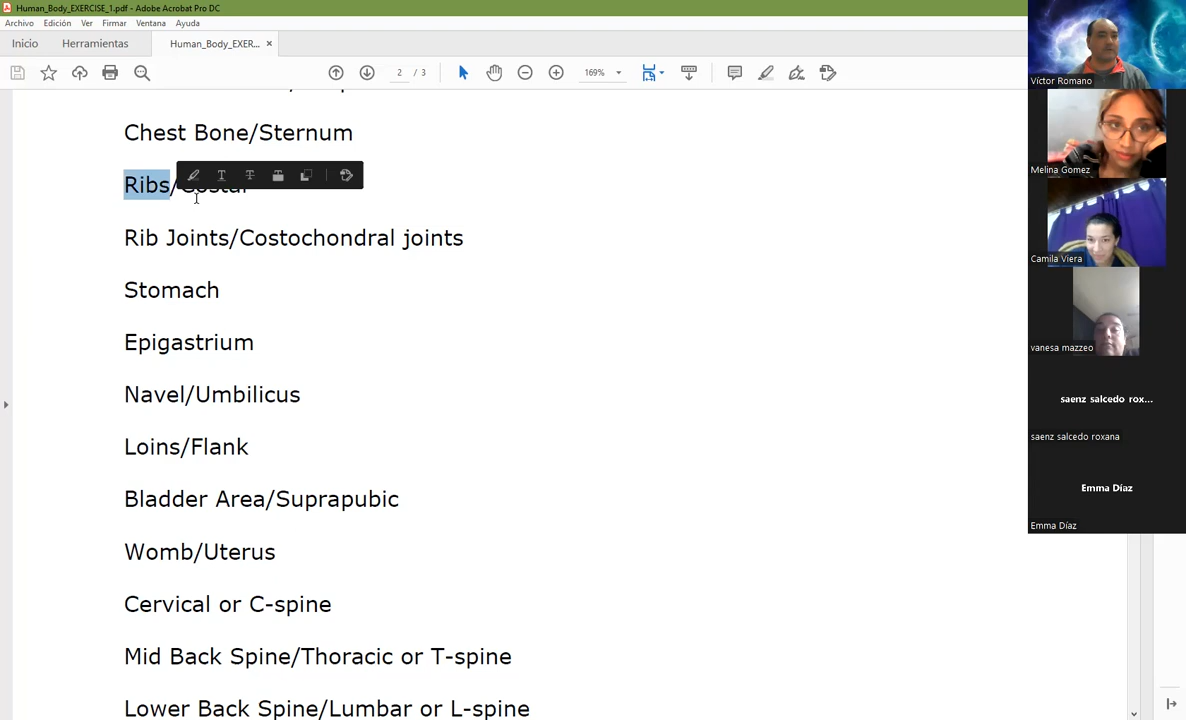 Human_Body_EXERCISE_1.pdf - Adobe Acrobat Pro DC
Archivo Edición Ver Firmar Ventana Ayuda
Inicio Herramientas Human_Body_EXER... ×
2 / 3 169%
Chest Bone/Sternum
Ribs/Costal
Rib Joints/Costochondral joints
Stomach
Epigastrium
Navel/Umbilicus
Loins/Flank
Bladder Area/Suprapubic
Womb/Uterus
Cervical or C-spine
Mid Back Spine/Thoracic or T-spine
Lower Back Spine/Lumbar or L-spine
Víctor Romano
Melina Gomez
Camila Viera
vanesa mazzeo
saenz salcedo rox...
saenz salcedo roxana
Emma Díaz
Emma Díaz